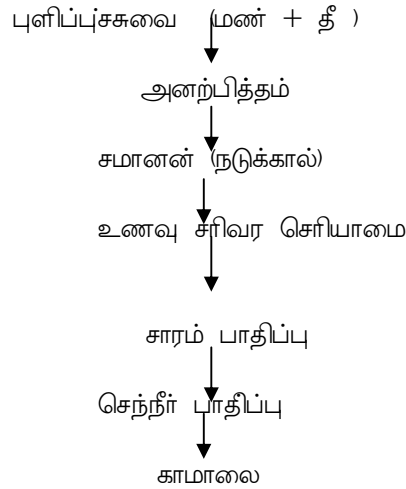 புளிப்புச்சுவை (மண் + தீ )
அனற்பித்தம்
சமானன் (நடுக்கால்)
உணவு சரிவர செரியாமை
சாரம் பாதிப்பு
செந்நீர் பாதிப்பு
காமாலை